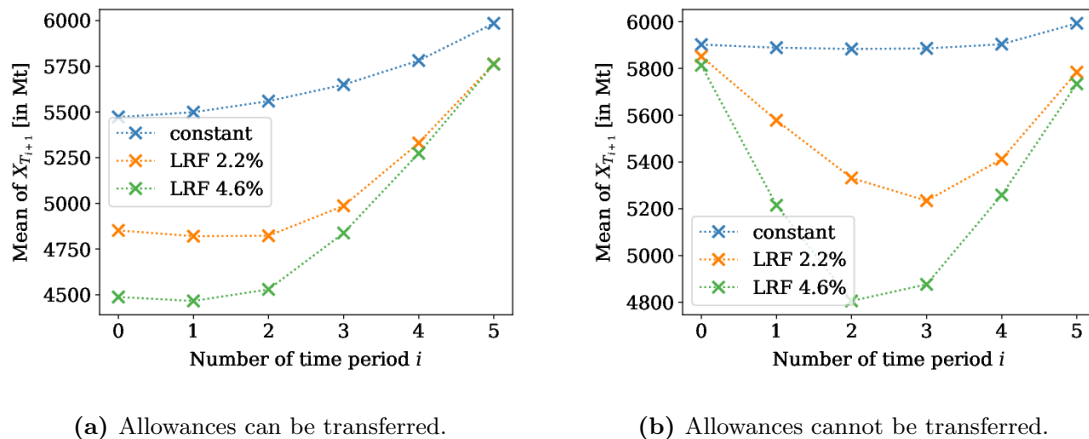 6000
5750
5500
5250
5000
4750
4500
Mean of X_{T_{i+1}} [in Mt]
constant
LRF 2.2%
LRF 4.6%
0 1 2 3 4 5
Number of time period i
(a) Allowances can be transferred.
6000
5800
5600
5400
5200
5000
4800
Mean of X_{T_{i+1}} [in Mt]
constant
LRF 2.2%
LRF 4.6%
0 1 2 3 4 5
Number of time period i
(b) Allowances cannot be transferred.